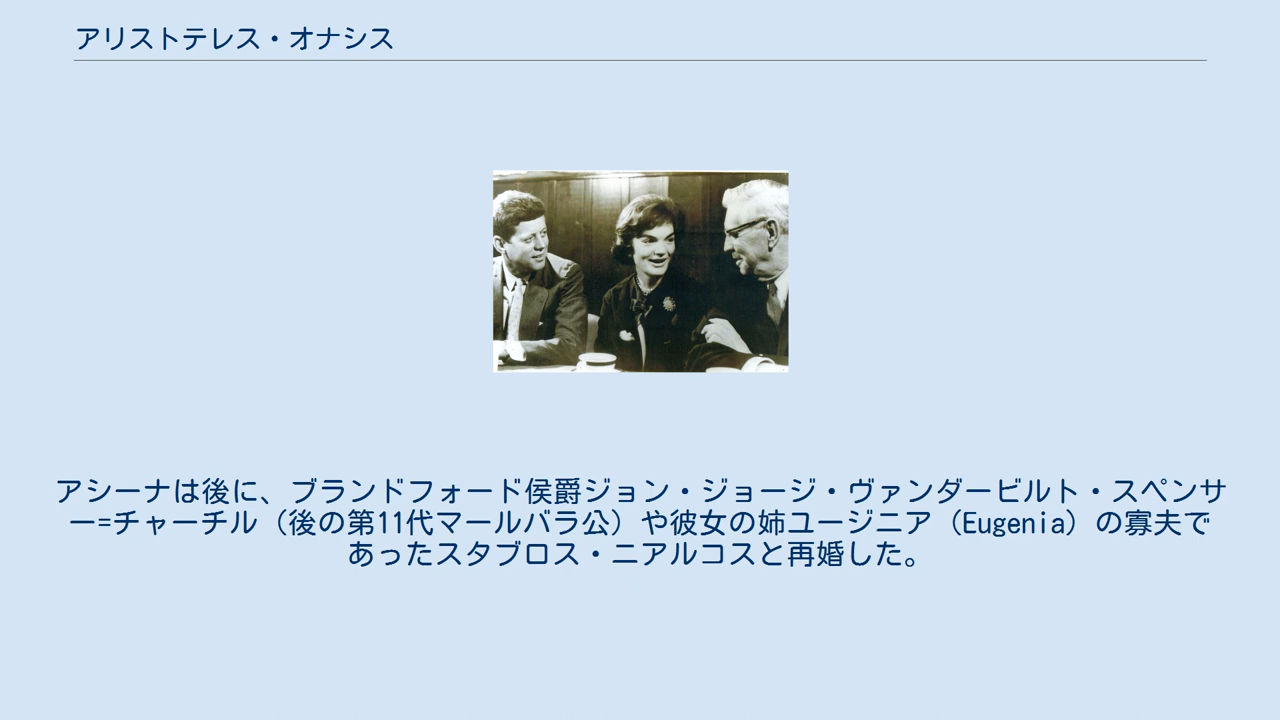 アリストテレス・オナシス
アシーナは後に、ブランドフォード侯爵ジョン・ジョージ・ヴァンダービルト・スペンサ
ー=チャーチル（後の第11代マールバラ公）や彼女の姉ユージニア（Eugenia）の寡夫で
あったスタブロス・ニアルコスと再婚した。